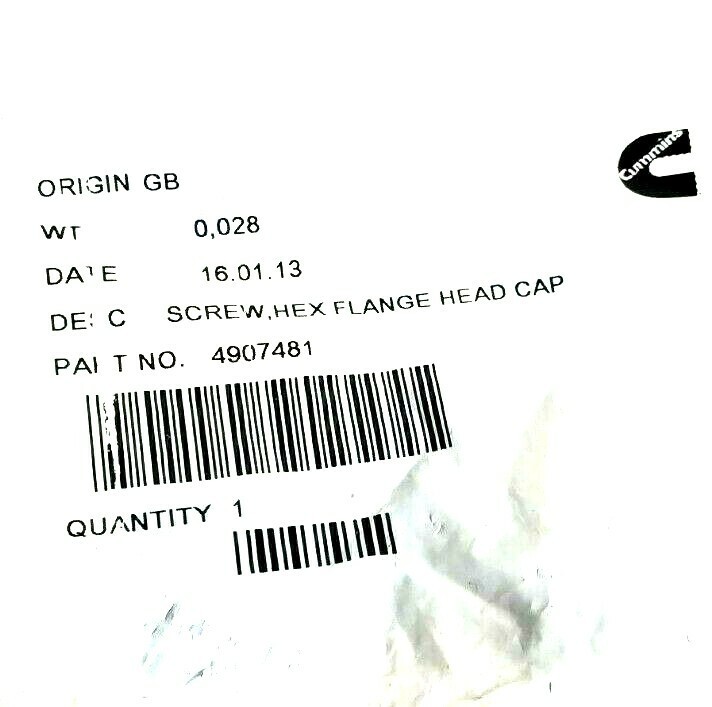 Cummins
ORIGIN GB
WT 0,028
DATE 16.01.13
DESC SCREW,HEX FLANGE HEAD CAP
PART NO. 4907481
QUANTITY 1